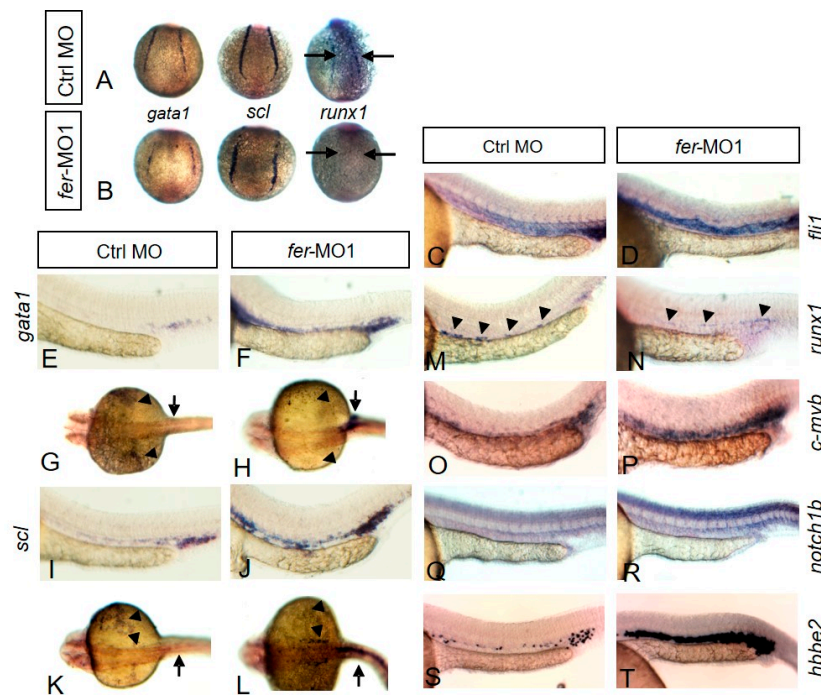 Ctrl MO
A
gata1 scl runx1
fer-MO1
B
Ctrl MO fer-MO1
C D fli1
Ctrl MO fer-MO1
gata1 E F
M N runx1
G H
O P c-myb
scl I J
Q R notch1b
K L
S T hbbe2